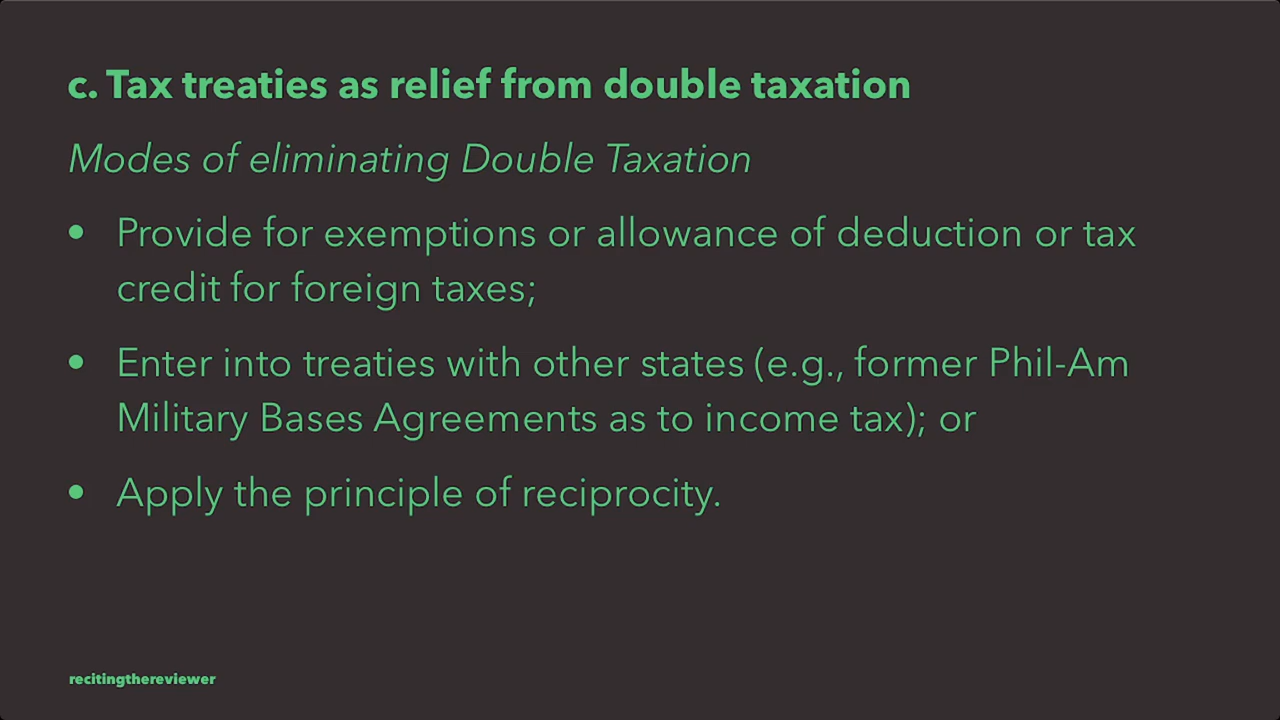 c. Tax treaties as relief from double taxation
Modes of eliminating Double Taxation
• Provide for exemptions or allowance of deduction or tax
credit for foreign taxes;
• Enter into treaties with other states (e.g., former Phil-Am
Military Bases Agreements as to income tax); or
• Apply the principle of reciprocity.
recitingthereviewer